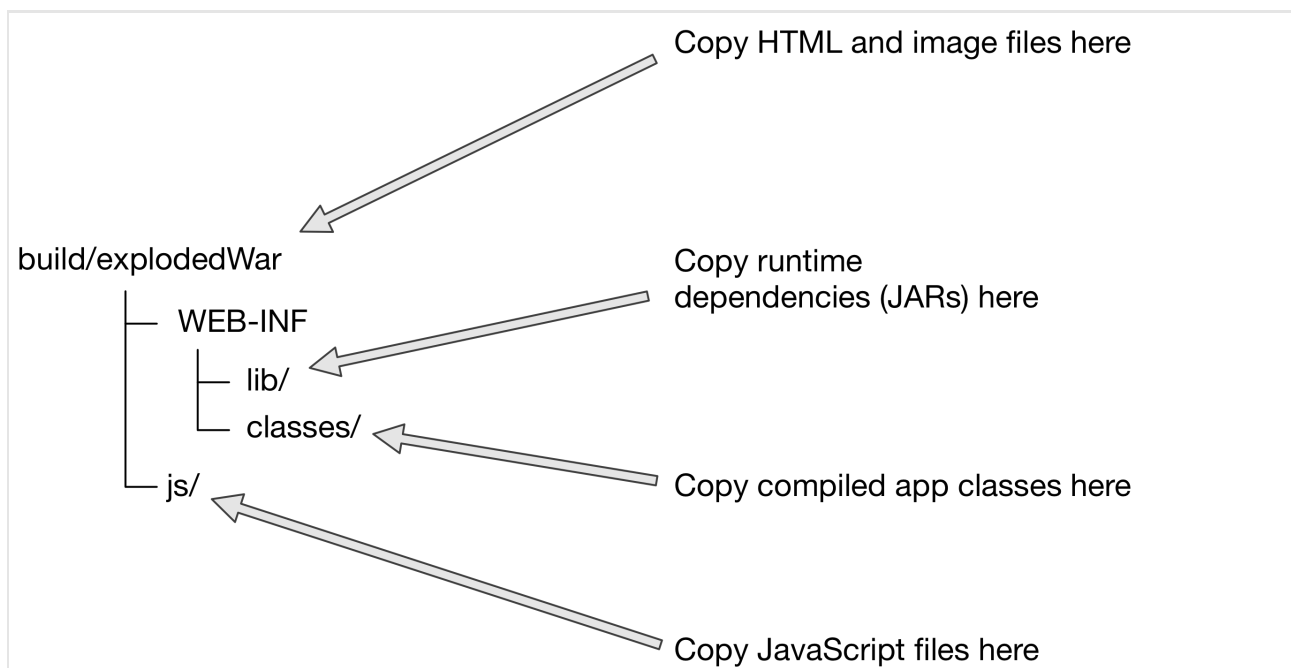 Copy HTML and image files here
build/explodedWar
Copy runtime
dependencies (JARs) here
WEB-INF
lib/
classes/
js/
Copy compiled app classes here
Copy JavaScript files here